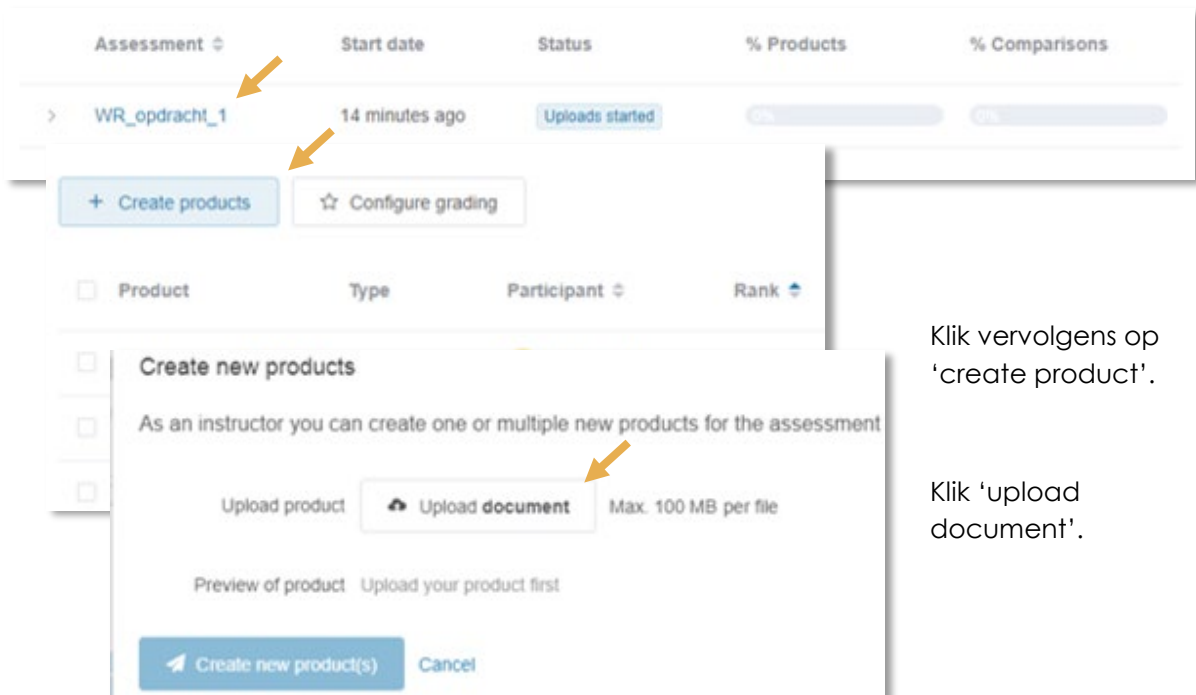 Assessment Start date Status % Products % Comparisons
WR_opdracht_1 14 minutes ago Uploads started 0% 0%
+ Create products Configure grading
Product Type Participant Rank
Klik vervolgens op
‘create product’.
Create new products
As an instructor you can create one or multiple new products for the assessment
Klik ‘upload
document’.
Upload product Upload document Max. 100 MB per file
Preview of product Upload your product first
Create new product(s) Cancel